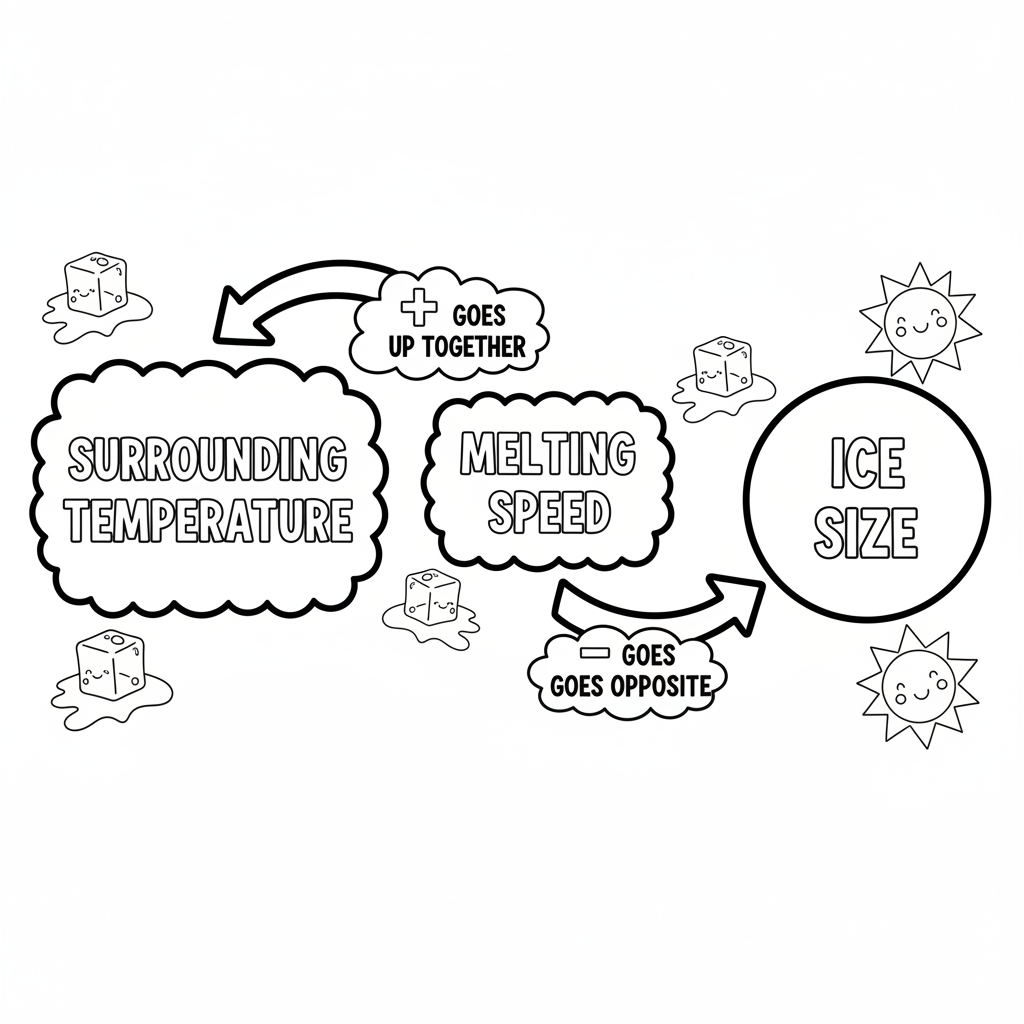 + GOES
UP TOGETHER
SURROUNDING
TEMPERATURE
MELTING
SPEED
ICE
SIZE
− GOES
GOES OPPOSITE